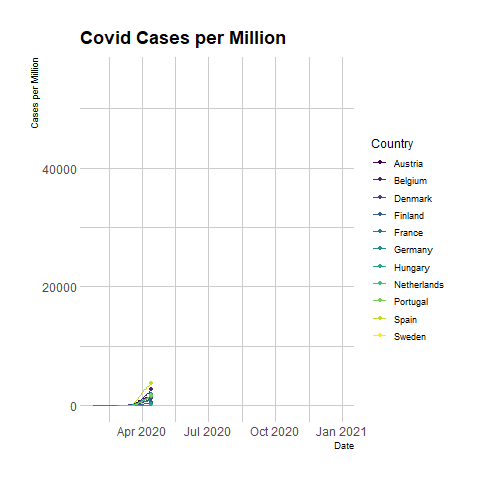 Covid Cases per Million
Cases per Million
40000
20000
0
Apr 2020
Jul 2020
Oct 2020
Jan 2021
Date
Country
Austria
Belgium
Denmark
Finland
France
Germany
Hungary
Netherlands
Portugal
Spain
Sweden